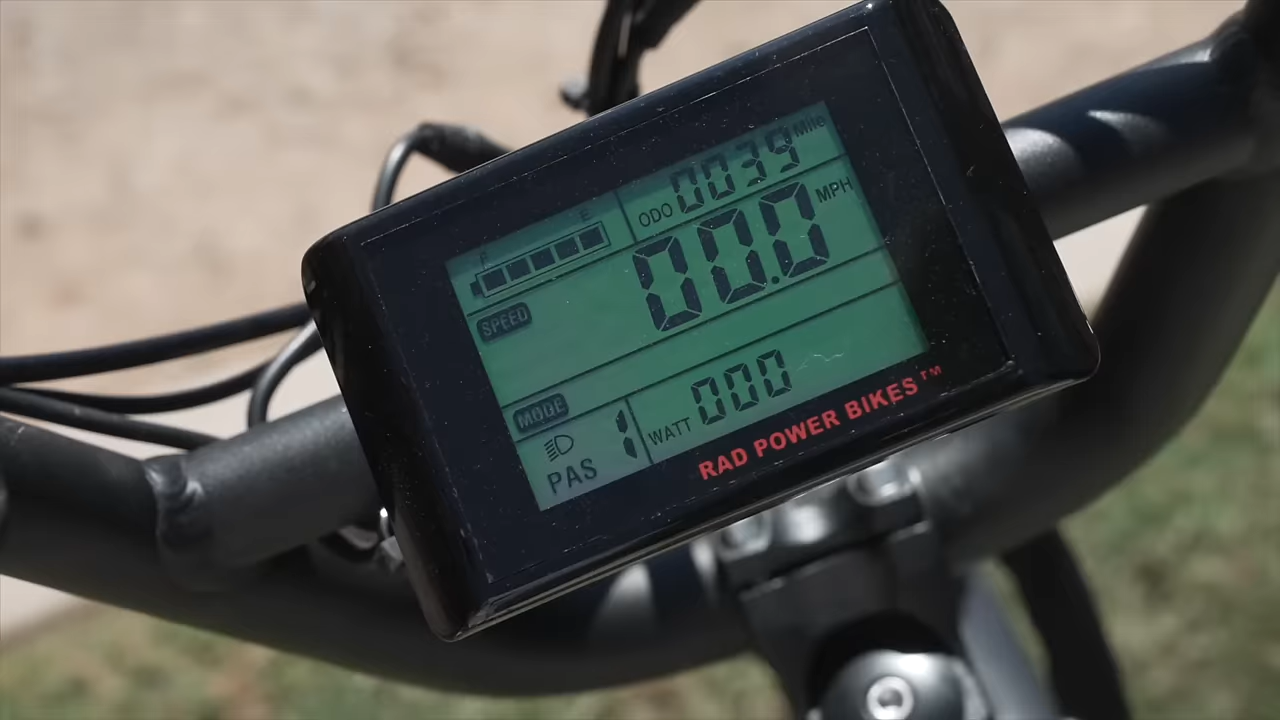 F E
ODO 0039 Mile
SPEED 00.0 MPH
MODE
PAS 1
WATT 000
RAD POWER BIKES™